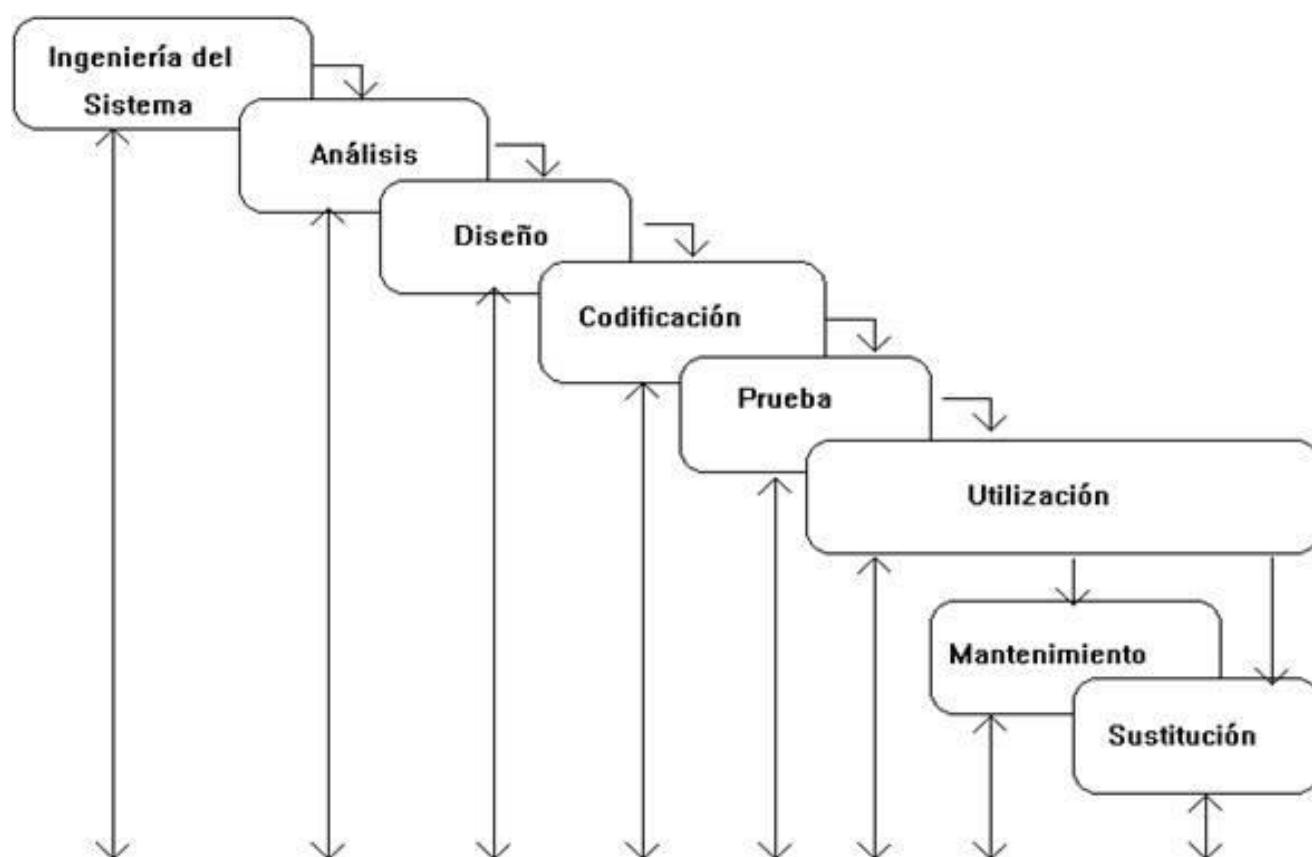 Ingeniería del
Sistema
Análisis
Diseño
Codificación
Prueba
Utilización
Mantenimiento
Sustitución